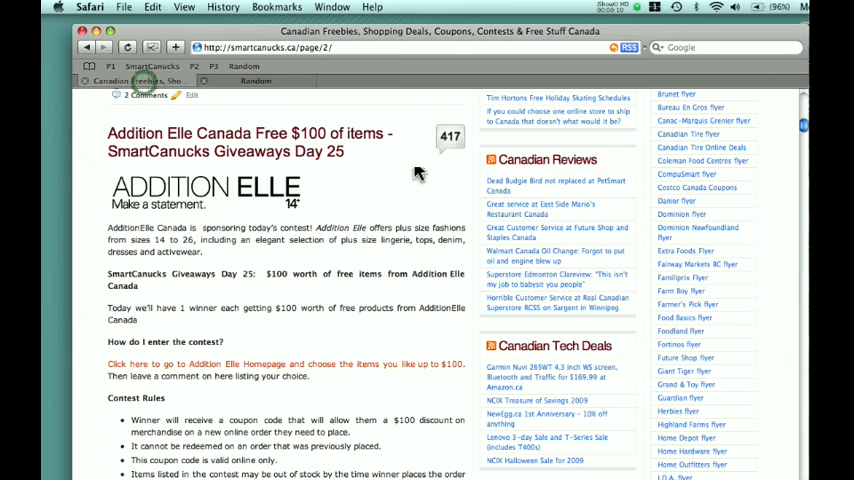 Safari File Edit View History Bookmarks Window Help
iShowU HD
00:00:10
(96%)
Canadian Freebies, Shopping Deals, Coupons, Contests & Free Stuff Canada
http://smartcanucks.ca/page/2/
RSS
Google
P1 SmartCanucks P2 P3 Random
Canadian Freebies, Sho...
Random
2 Comments Edit
Addition Elle Canada Free $100 of items -
SmartCanucks Giveaways Day 25
417
ADDITION ELLE
Make a statement. 14+
AdditionElle Canada is sponsoring today's contest! Addition Elle offers plus size fashions
from sizes 14 to 26, including an elegant selection of plus size lingerie, tops, denim,
dresses and activewear.
SmartCanucks Giveaways Day 25: $100 worth of free items from Addition Elle
Canada
Today we'll have 1 winner each getting $100 worth of free products from AdditionElle
Canada
How do I enter the contest?
Click here to go to Addition Elle Homepage and choose the items you like up to $100.
Then leave a comment on here listing your choice.
Contest Rules
Winner will receive a coupon code that will allow them a $100 discount on
merchandise on a new online order they need to place.
It cannot be redeemed on an order that was previously placed.
This coupon code is valid online only.
Items listed in the contest may be out of stock by the time winner places the order
Tim Hortons Free Holiday Skating Schedules
If you could choose one online store to ship
to Canada that doesn't what would it be?
Canadian Reviews
Dead Budgie Bird not replaced at PetSmart
Canada
Great service at East Side Mario's
Restaurant Canada
Great Customer Service at Future Shop and
Staples Canada
Walmart Canada Oil Change: Forgot to put
oil and engine blew up
Superstore Edmonton Clareview: "This isn't
my job to babysit you people"
Horrible Customer Service at Real Canadian
Superstore RCSS on Sargent in Winnipeg
Canadian Tech Deals
Garmin Nuvi 265WT 4.3 inch WS screen,
Bluetooth and Traffic for $169.99 at
Amazon.ca
NCIX Treasure of Savings 2009
NewEgg.ca 1st Anniversary - 10% off
anything
Lenovo 3-day Sale and T-Series Sale
(Includes T400s)
NCIX Halloween Sale for 2009
Brunet flyer
Bureau En Gros flyer
Canac-Marquis Grenier flyer
Canadian Tire flyer
Canadian Tire Online Deals
Coleman Food Centres flyer
CompuSmart flyer
Costco Canada Coupons
Danier flyer
Dominion flyer
Dominion Newfoundland
flyer
Extra Foods flyer
Fairway Markets BC flyer
Familiprix Flyer
Farm Boy flyer
Farmer's Pick flyer
Food Basics flyer
Foodland flyer
Fortinos flyer
Future Shop flyer
Giant Tiger flyer
Grand & Toy flyer
Guardian flyer
Herbies flyer
Highland Farms flyer
Home Depot flyer
Home Hardware flyer
Home Outfitters flyer
I.D.A. flyer